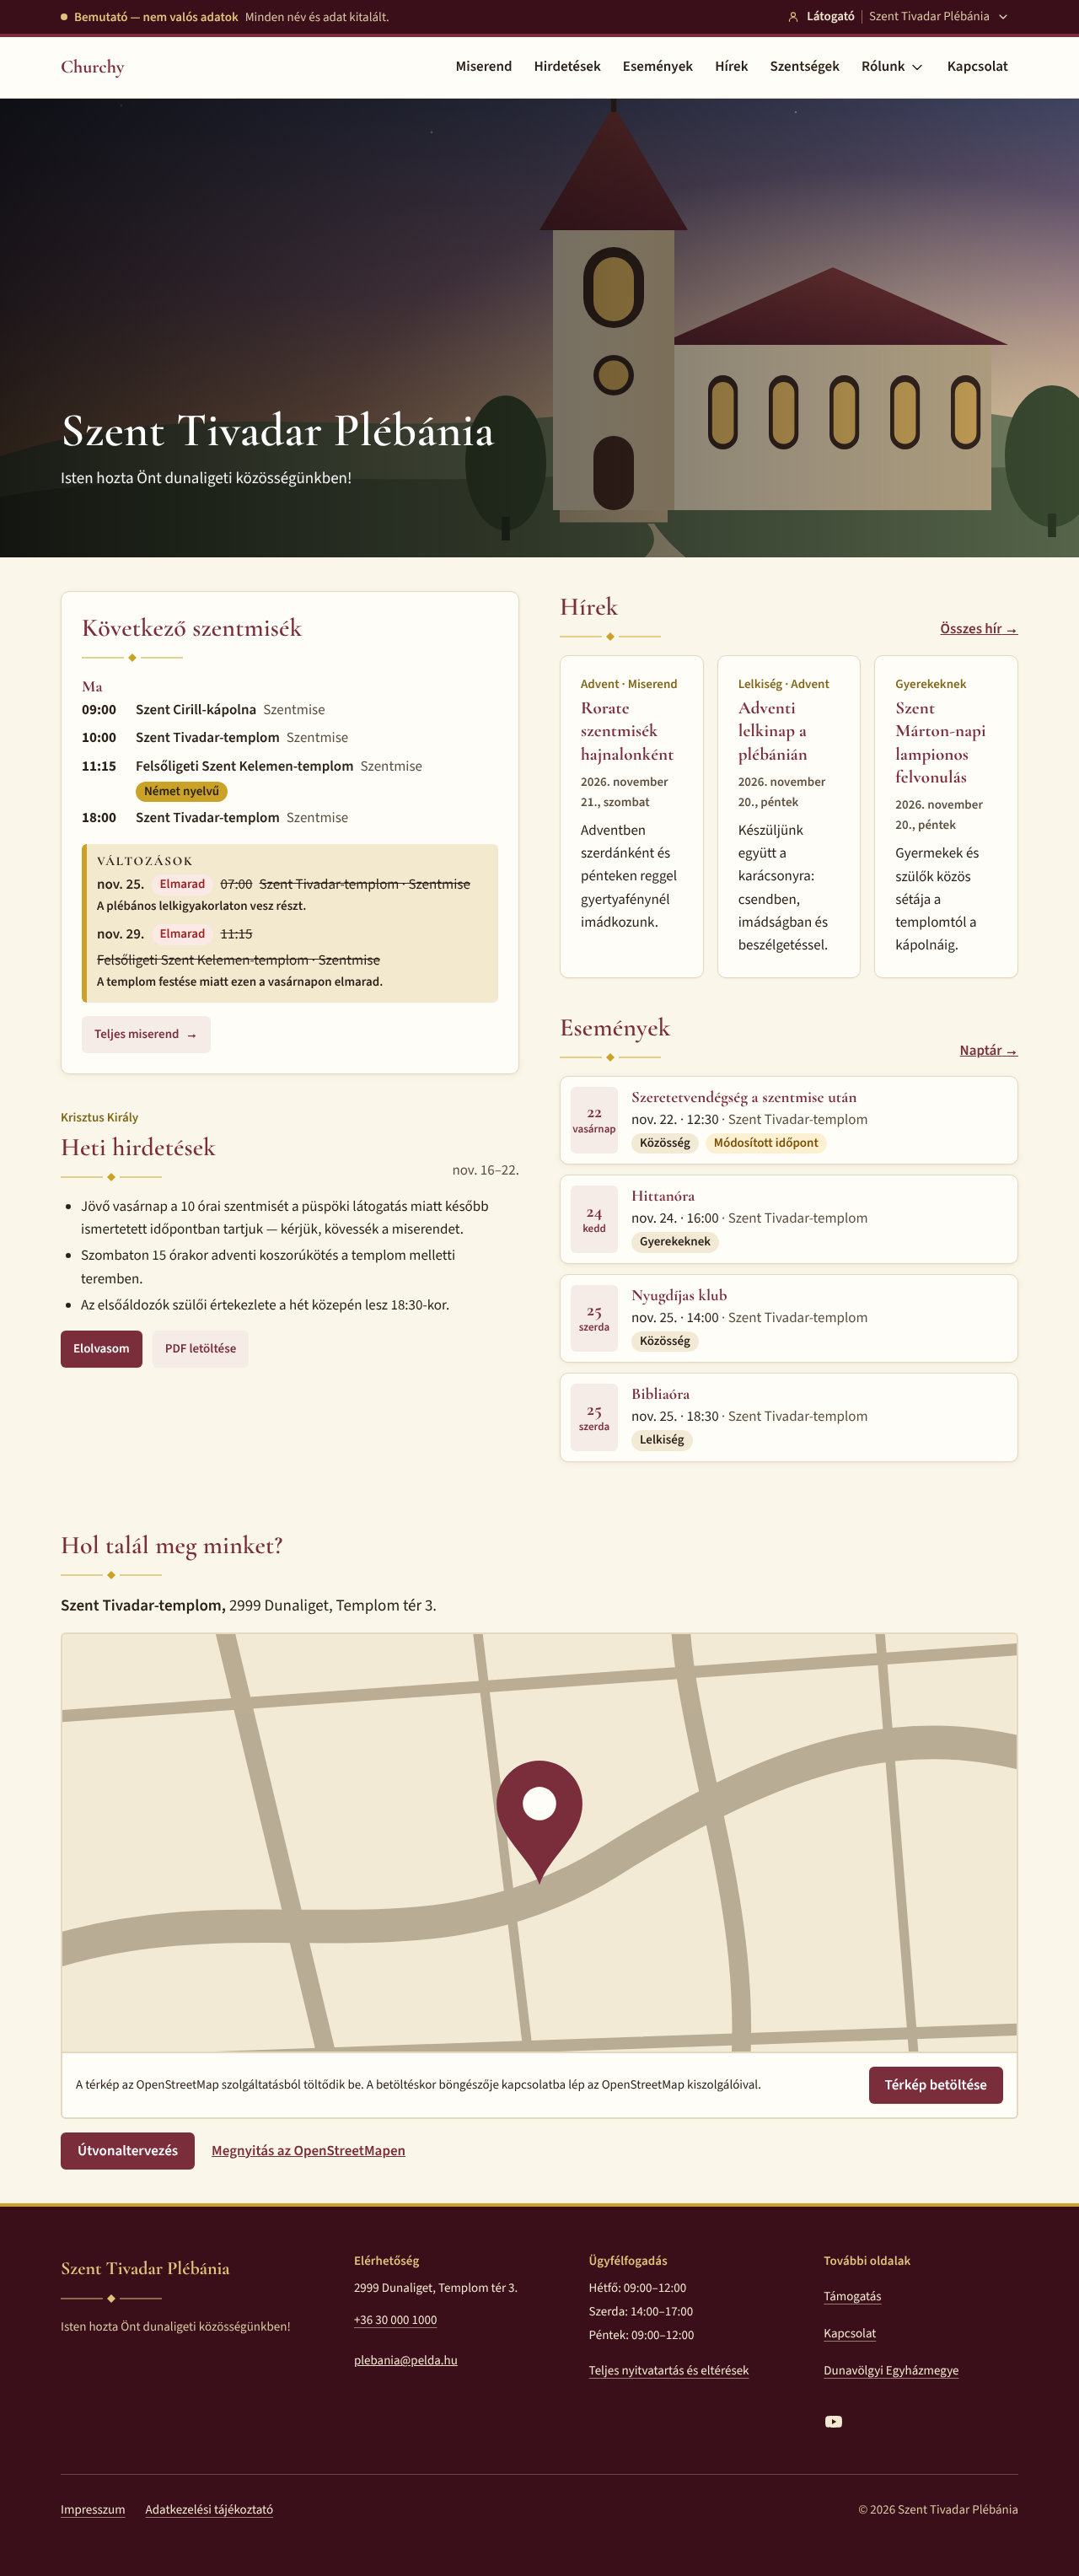 Bemutató — nem valós adatok Minden név és adat kitalált.
Látogató | Szent Tivadar Plébánia
Churchy
Miserend Hirdetések Események Hírek Szentségek Rólunk Kapcsolat
Szent Tivadar Plébánia
Isten hozta Önt dunaligeti közösségünkben!
Következő szentmisék
Ma
09:00 Szent Cirill-kápolna Szentmise
10:00 Szent Tivadar-templom Szentmise
11:15 Felsőligeti Szent Kelemen-templom Szentmise
Német nyelvű
18:00 Szent Tivadar-templom Szentmise
VÁLTOZÁSOK
nov. 25. Elmarad 07:00 Szent Tivadar-templom · Szentmise
A plébános lelkigyakorlaton vesz részt.
nov. 29. Elmarad 11:15
Felsőligeti Szent Kelemen-templom · Szentmise
A templom festése miatt ezen a vasárnapon elmarad.
Teljes miserend →
Krisztus Király
Heti hirdetések
nov. 16–22.
• Jövő vasárnap a 10 órai szentmisét a püspöki látogatás miatt később
ismertetett időpontban tartjuk — kérjük, kövessék a miserendet.
• Szombaton 15 órakor adventi koszorúkötés a templom melletti
teremben.
• Az elsőáldozók szülői értekezlete a hét közepén lesz 18:30-kor.
Elolvasom PDF letöltése
Hírek
Összes hír →
Advent · Miserend
Rorate
szentmisék
hajnalonként
2026. november
21., szombat
Adventben
szerdánként és
pénteken reggel
gyertyafénynél
imádkozunk.
Lelkiség · Advent
Adventi
lelkinap a
plébánián
2026. november
20., péntek
Készüljünk
együtt a
karácsonyra:
csendben,
imádságban és
beszélgetéssel.
Gyerekeknek
Szent
Márton-napi
lampionos
felvonulás
2026. november
20., péntek
Gyermekek és
szülők közös
sétája a
templomtól a
kápolnáig.
Események
Naptár →
22
vasárnap
Szeretetvendégség a szentmise után
nov. 22. · 12:30 · Szent Tivadar-templom
Közösség Módosított időpont
24
kedd
Hittanóra
nov. 24. · 16:00 · Szent Tivadar-templom
Gyerekeknek
25
szerda
Nyugdíjas klub
nov. 25. · 14:00 · Szent Tivadar-templom
Közösség
25
szerda
Bibliaóra
nov. 25. · 18:30 · Szent Tivadar-templom
Lelkiség
Hol talál meg minket?
Szent Tivadar-templom, 2999 Dunaliget, Templom tér 3.
A térkép az OpenStreetMap szolgáltatásból töltődik be. A betöltéskor böngészője kapcsolatba lép az OpenStreetMap kiszolgálóival.
Térkép betöltése
Útvonaltervezés Megnyitás az OpenStreetMapen
Szent Tivadar Plébánia
Isten hozta Önt dunaligeti közösségünkben!
Elérhetőség
2999 Dunaliget, Templom tér 3.
+36 30 000 1000
plebania@pelda.hu
Ügyfélfogadás
Hétfő: 09:00–12:00
Szerda: 14:00–17:00
Péntek: 09:00–12:00
Teljes nyitvatartás és eltérések
További oldalak
Támogatás
Kapcsolat
Dunavölgyi Egyházmegye
Impresszum Adatkezelési tájékoztató
© 2026 Szent Tivadar Plébánia